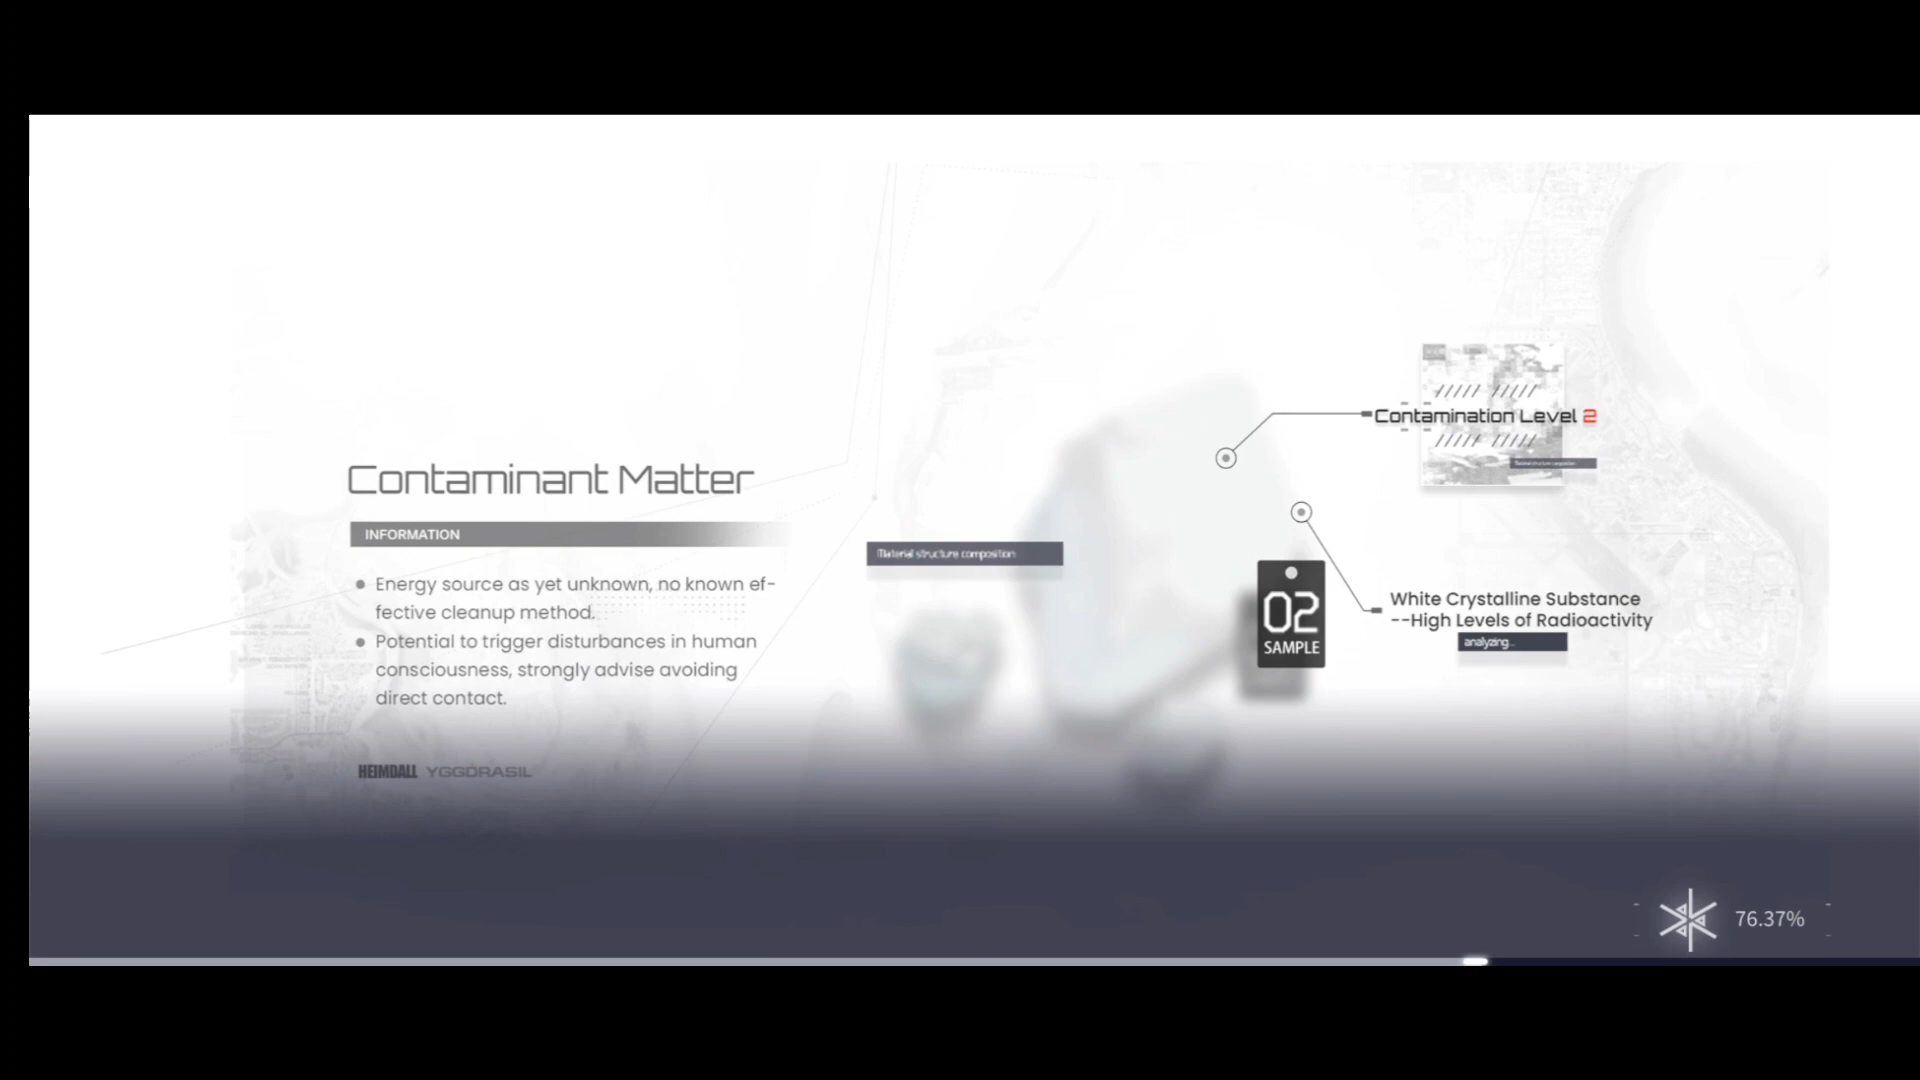 Contamination Level 2
Contaminant Matter
INFORMATION
Material structure composition
Energy source as yet unknown, no known ef-
fective cleanup method.
Potential to trigger disturbances in human
consciousness, strongly advise avoiding
direct contact.
02
SAMPLE
White Crystalline Substance
--High Levels of Radioactivity
analyzing...
HEIMDALL YGGDRASIL
76.37%